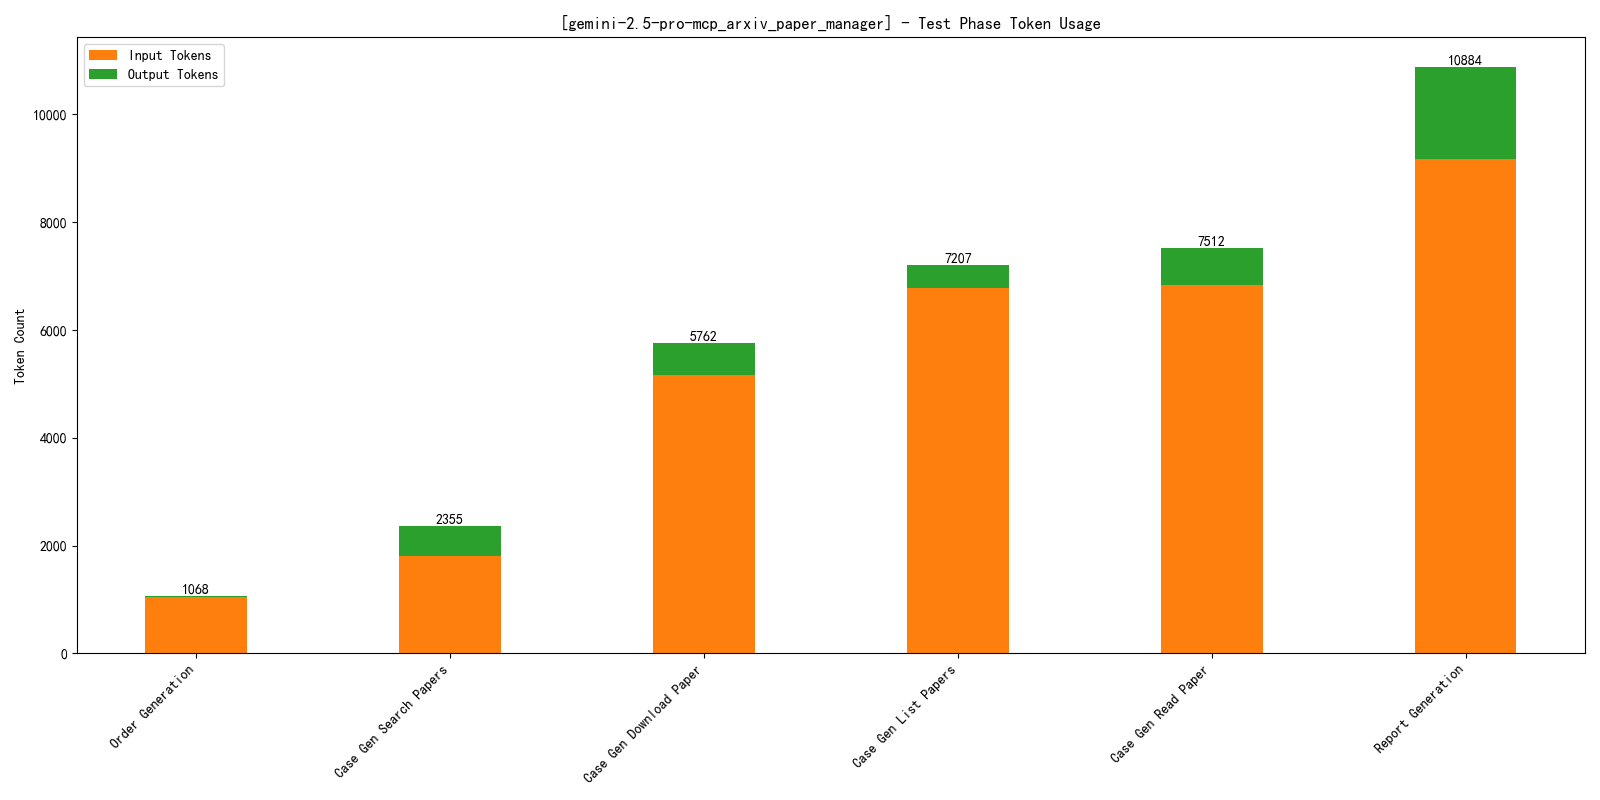 [gemini-2.5-pro-mcp_arxiv_paper_manager] - Test Phase Token Usage
Input Tokens
Output Tokens
Token Count
10000
8000
6000
4000
2000
0
1068
2355
5762
7207
7512
10884
Order Generation
Case Gen Search Papers
Case Gen Download Paper
Case Gen List Papers
Case Gen Read Paper
Report Generation